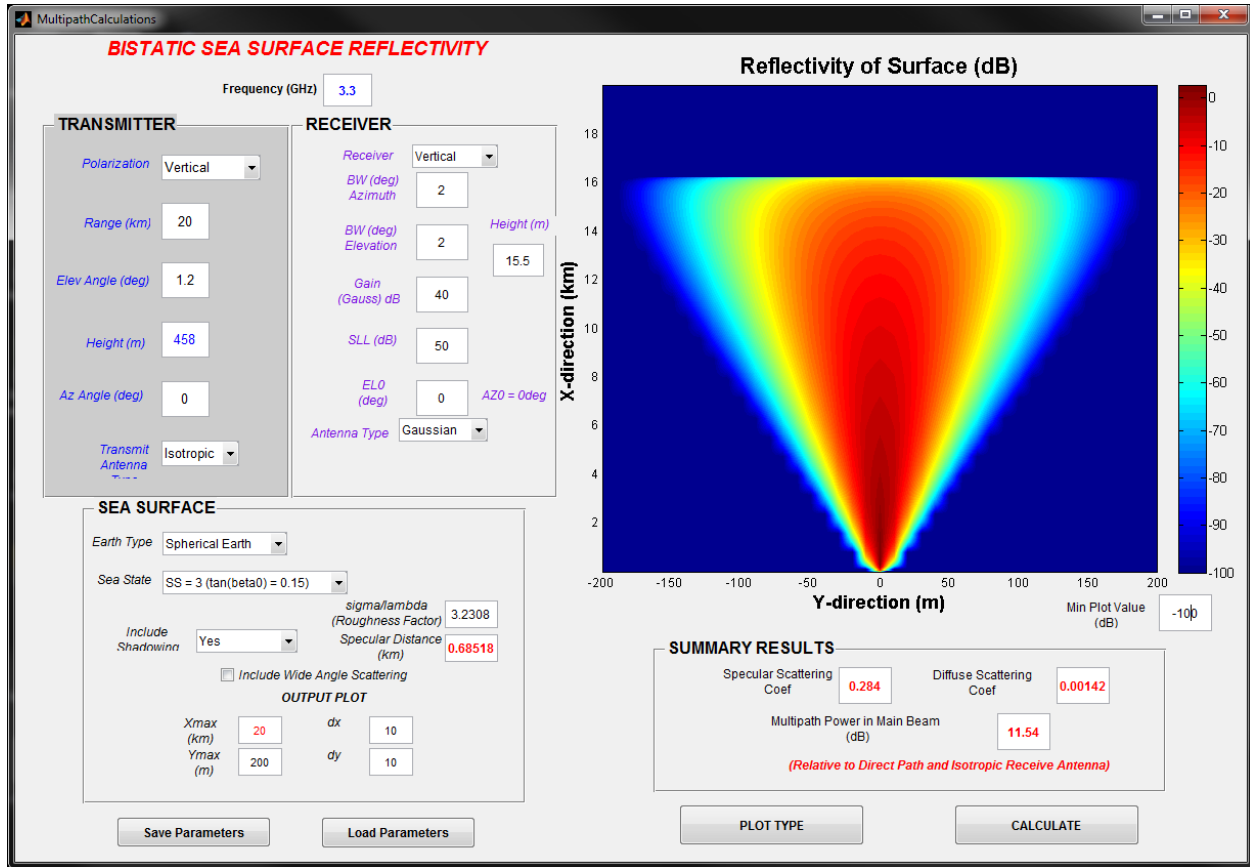 MultipathCalculations
BISTATIC SEA SURFACE REFLECTIVITY
Frequency (GHz) 3.3
TRANSMITTER
Polarization Vertical
Range (km) 20
Elev Angle (deg) 1.2
Height (m) 458
Az Angle (deg) 0
Transmit
Antenna
Isotropic
RECEIVER
Receiver Vertical
BW (deg)
Azimuth
2
BW (deg)
Elevation
2
Height (m)
15.5
Gain
(Gauss) dB
40
SLL (dB) 50
EL0
(deg)
0
AZ0 = 0deg
Antenna Type Gaussian
SEA SURFACE
Earth Type Spherical Earth
Sea State SS = 3 (tan(beta0) = 0.15)
sigma/lambda
(Roughness Factor)
3.2308
Include
Shadowing
Yes
Specular Distance
(km)
0.68518
Include Wide Angle Scattering
OUTPUT PLOT
Xmax
(km)
20
dx 10
Ymax
(m)
200
dy 10
Save Parameters
Load Parameters
Reflectivity of Surface (dB)
X-direction (km)
18
16
14
12
10
8
6
4
2
-200 -150 -100 -50 0 50 100 150 200
Y-direction (m)
0
-10
-20
-30
-40
-50
-60
-70
-80
-90
-100
Min Plot Value
(dB)
-100
SUMMARY RESULTS
Specular Scattering
Coef
0.284
Diffuse Scattering
Coef
0.00142
Multipath Power in Main Beam
(dB)
11.54
(Relative to Direct Path and Isotropic Receive Antenna)
PLOT TYPE
CALCULATE